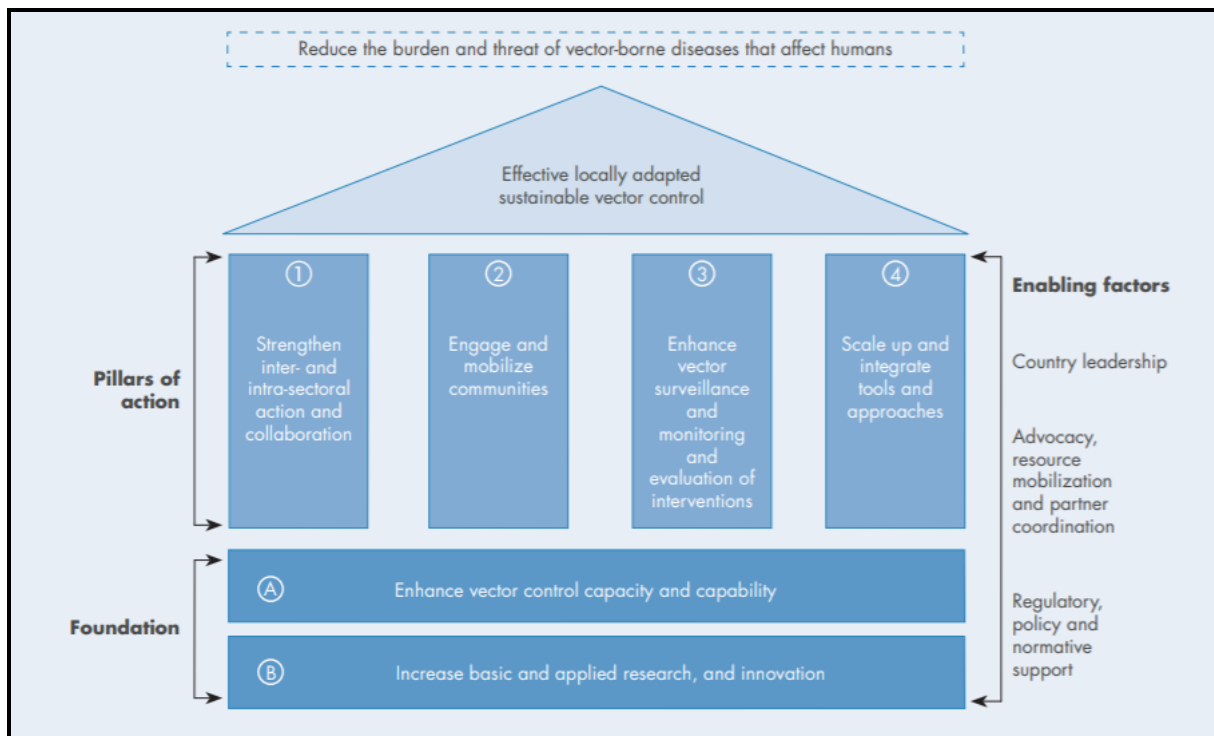 Reduce the burden and threat of vector-borne diseases that affect humans
Effective locally adapted
sustainable vector control
Pillars of
action
1
Strengthen
inter- and
intra-sectoral
action and
collaboration
2
Engage and
mobilize
communities
3
Enhance
vector
surveillance
and
monitoring
and
evaluation of
interventions
4
Scale up and
integrate
tools and
approaches
Enabling factors
Country leadership
Advocacy,
resource
mobilization
and partner
coordination
Regulatory,
policy and
normative
support
Foundation
A
Enhance vector control capacity and capability
B
Increase basic and applied research, and innovation